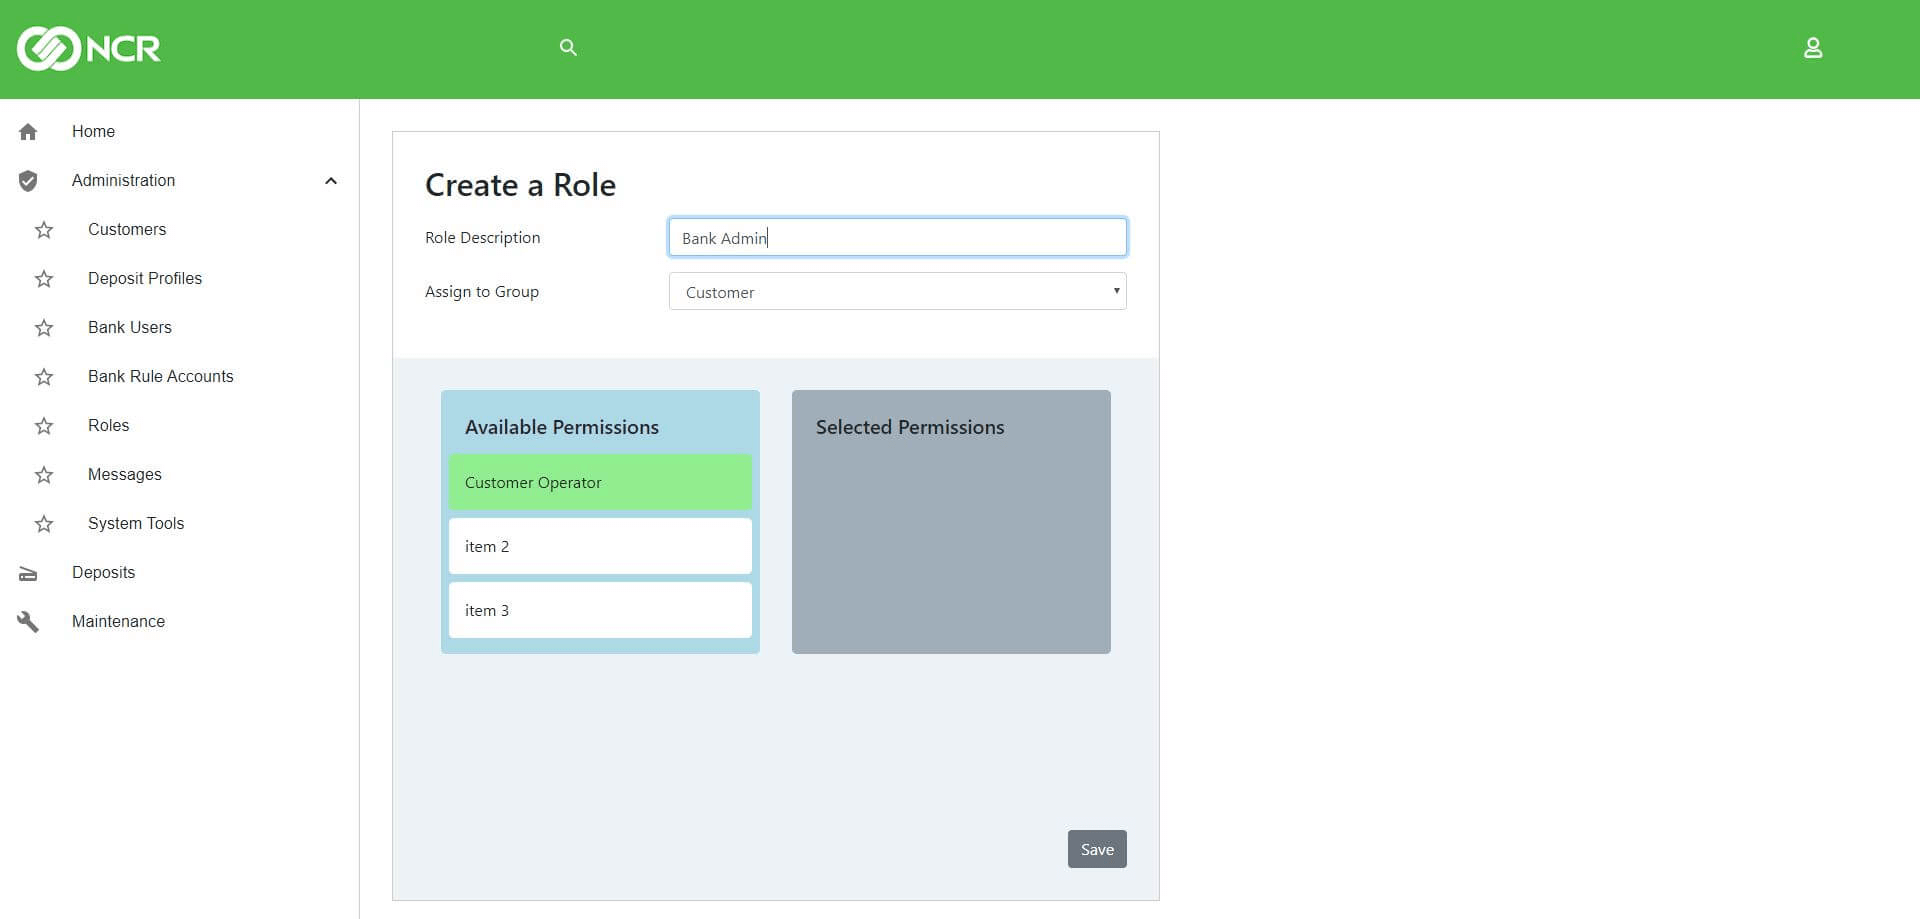 NCR
Home
Administration
Customers
Deposit Profiles
Bank Users
Bank Rule Accounts
Roles
Messages
System Tools
Deposits
Maintenance
Create a Role
Role Description
Bank Admin
Assign to Group
Customer
Available Permissions
Customer Operator
item 2
item 3
Selected Permissions
Save